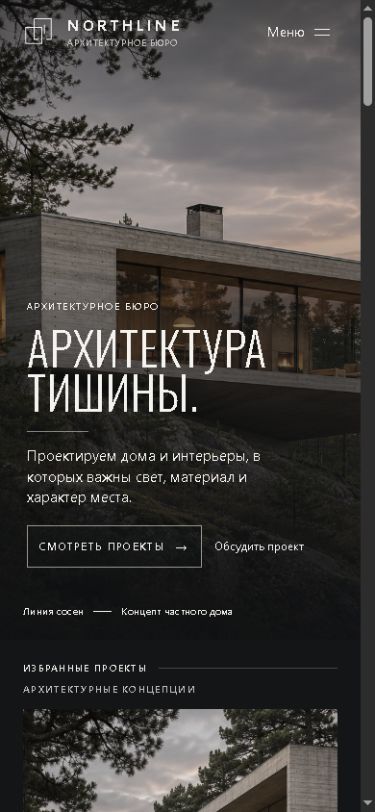 NORTHLINE
АРХИТЕКТУРНОЕ БЮРО
Меню
АРХИТЕКТУРНОЕ БЮРО
АРХИТЕКТУРА
ТИШИНЫ.
Проектируем дома и интерьеры, в
которых важны свет, материал и
характер места.
СМОТРЕТЬ ПРОЕКТЫ →
Обсудить проект
Линия сосен — Концепт частного дома
ИЗБРАННЫЕ ПРОЕКТЫ
АРХИТЕКТУРНЫЕ КОНЦЕПЦИИ